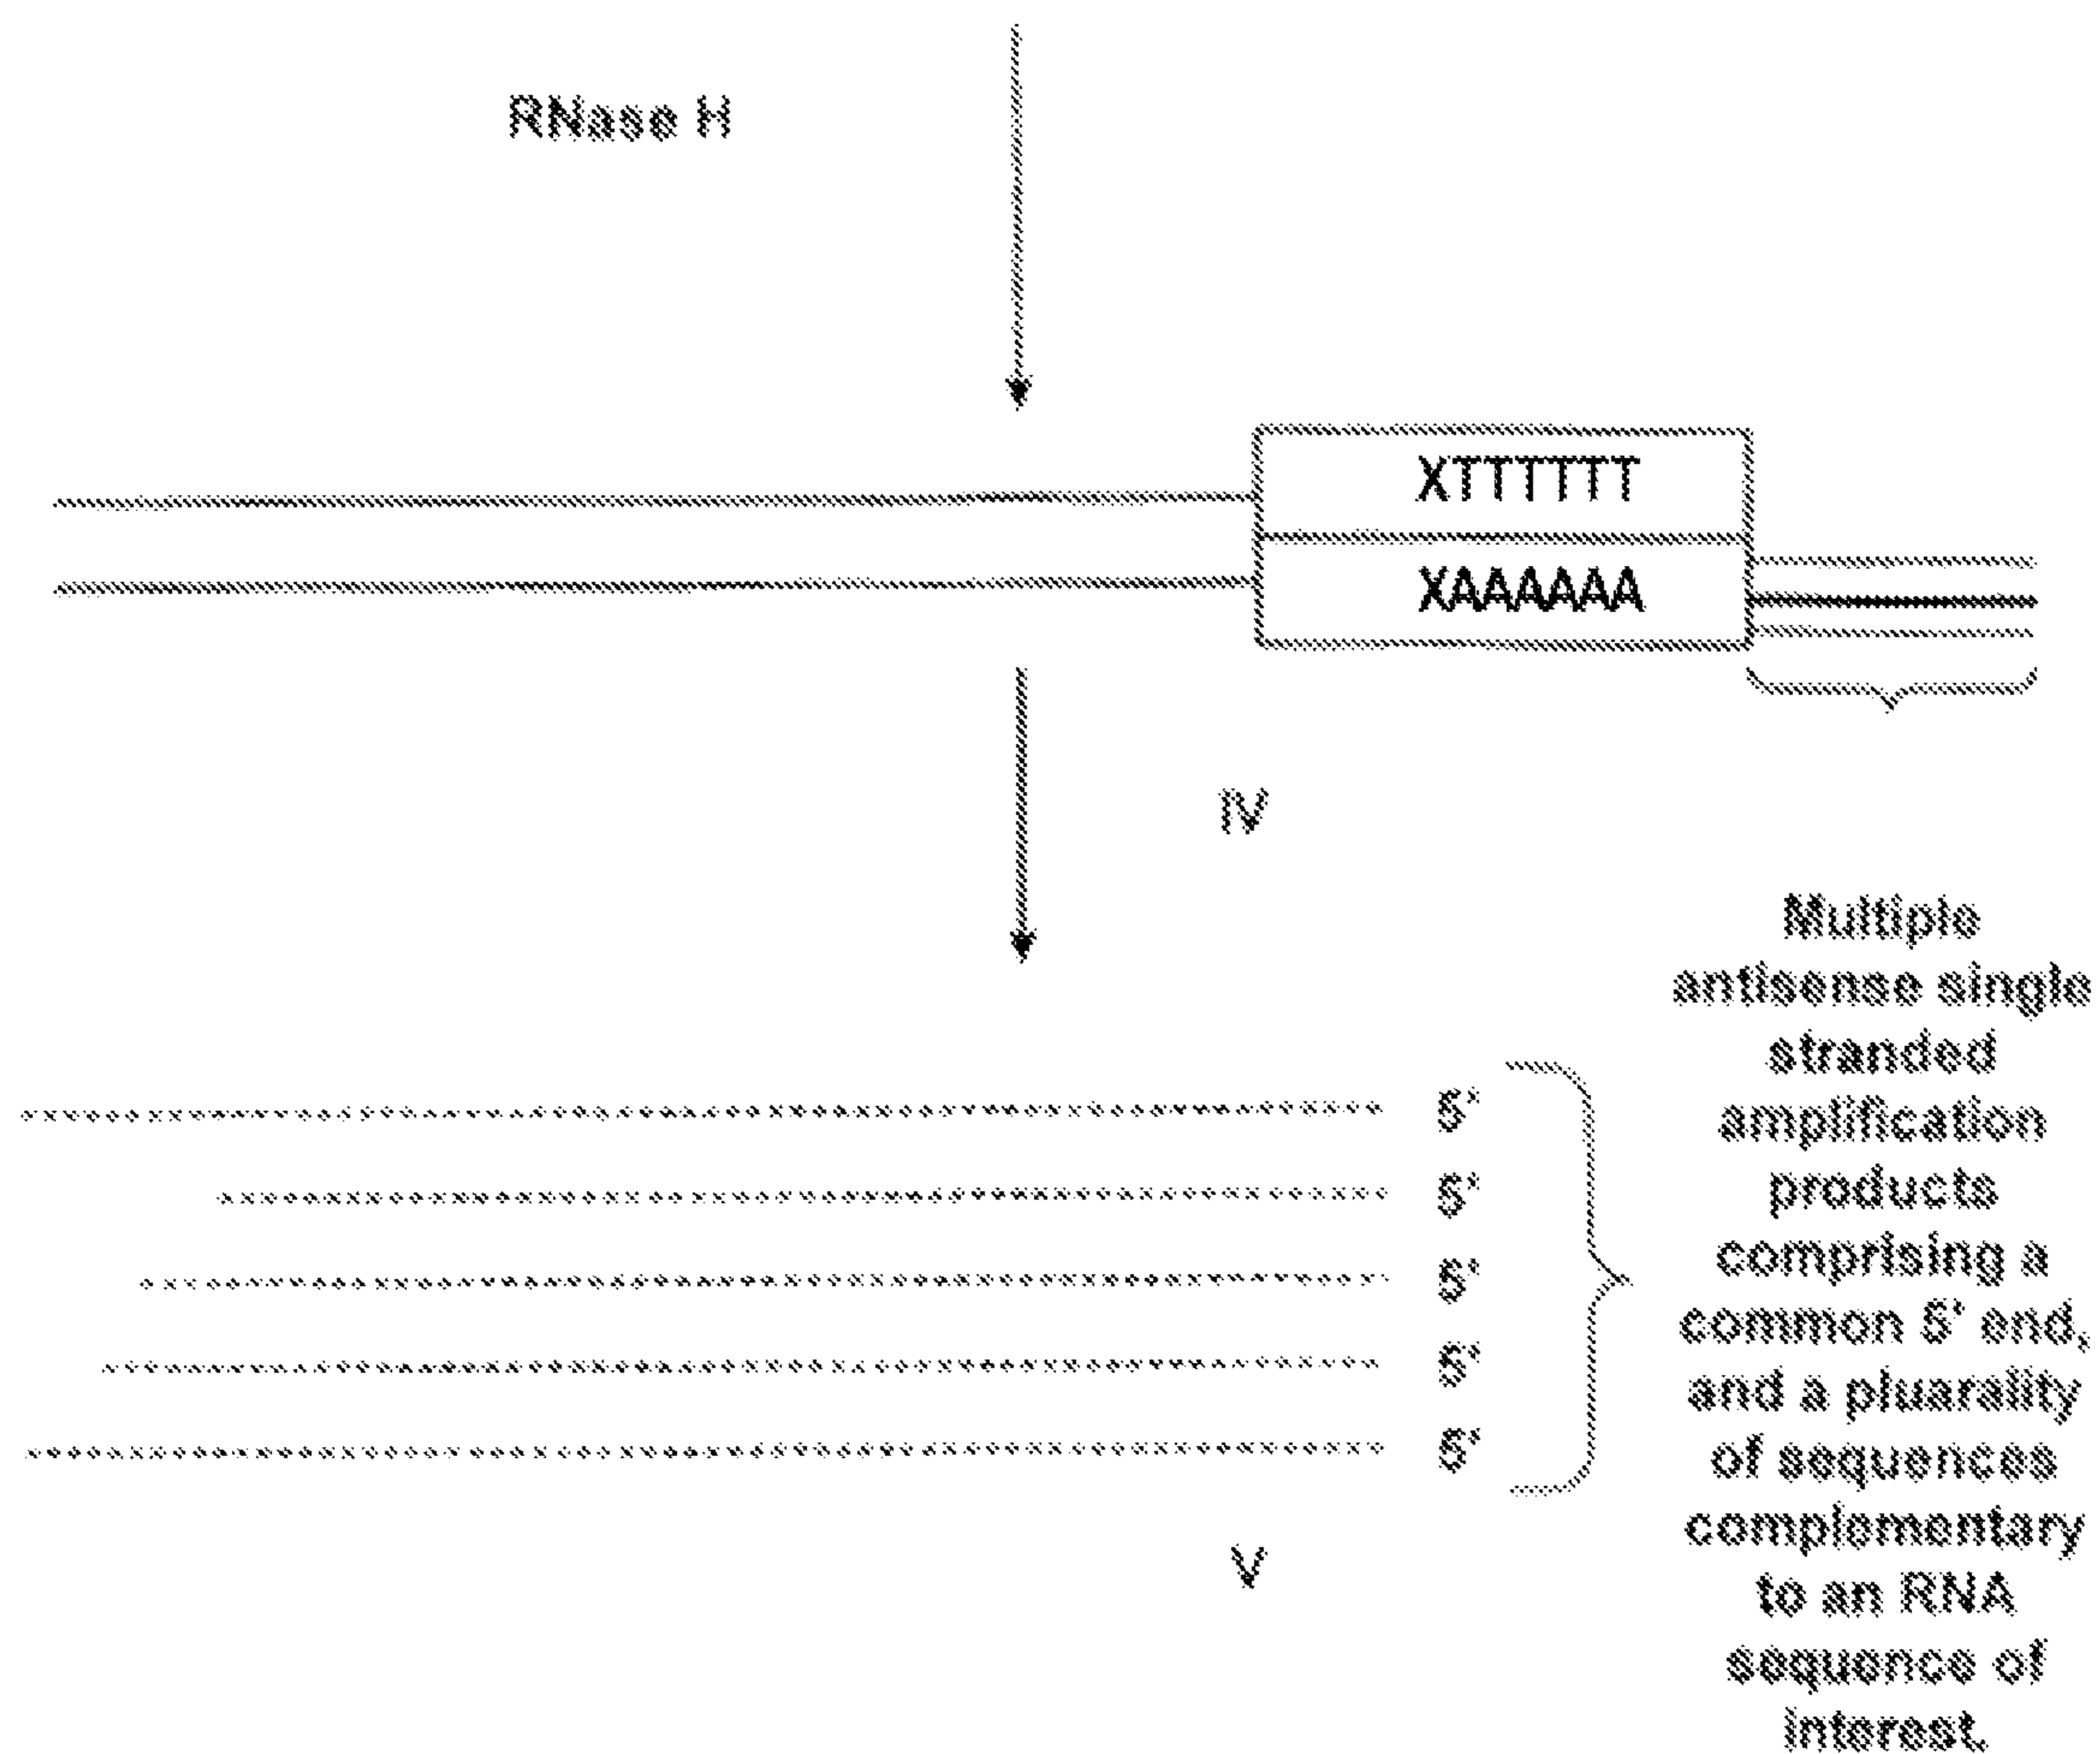 RNase H
XTTTTTT
XAAAAAA
IV
Multiple
antisense single
stranded
amplification
products
comprising a
common 5' end,
and a pluarality
of sequences
complementary
to an RNA
sequence of
interest.
5'
5'
5'
5'
5'
V